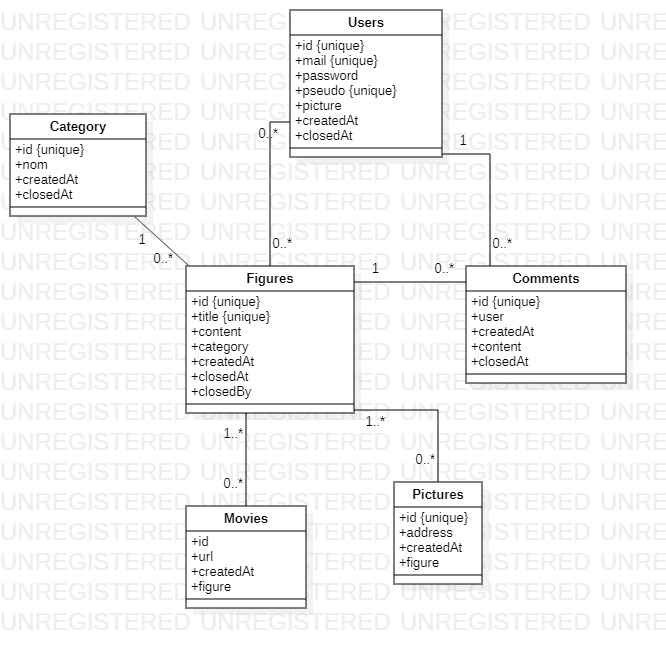 Users
+id {unique}
+mail {unique}
+password
+pseudo {unique}
+picture
+createdAt
+closedAt
0..*
1
Category
+id {unique}
+nom
+createdAt
+closedAt
1
0..*
0..*
0..*
Figures
+id {unique}
+title {unique}
+content
+category
+createdAt
+closedAt
+closedBy
1
0..*
Comments
+id {unique}
+user
+createdAt
+content
+closedAt
1..*
0..*
1..*
0..*
Movies
+id
+url
+createdAt
+figure
Pictures
+id {unique}
+address
+createdAt
+figure
UNREGISTERED